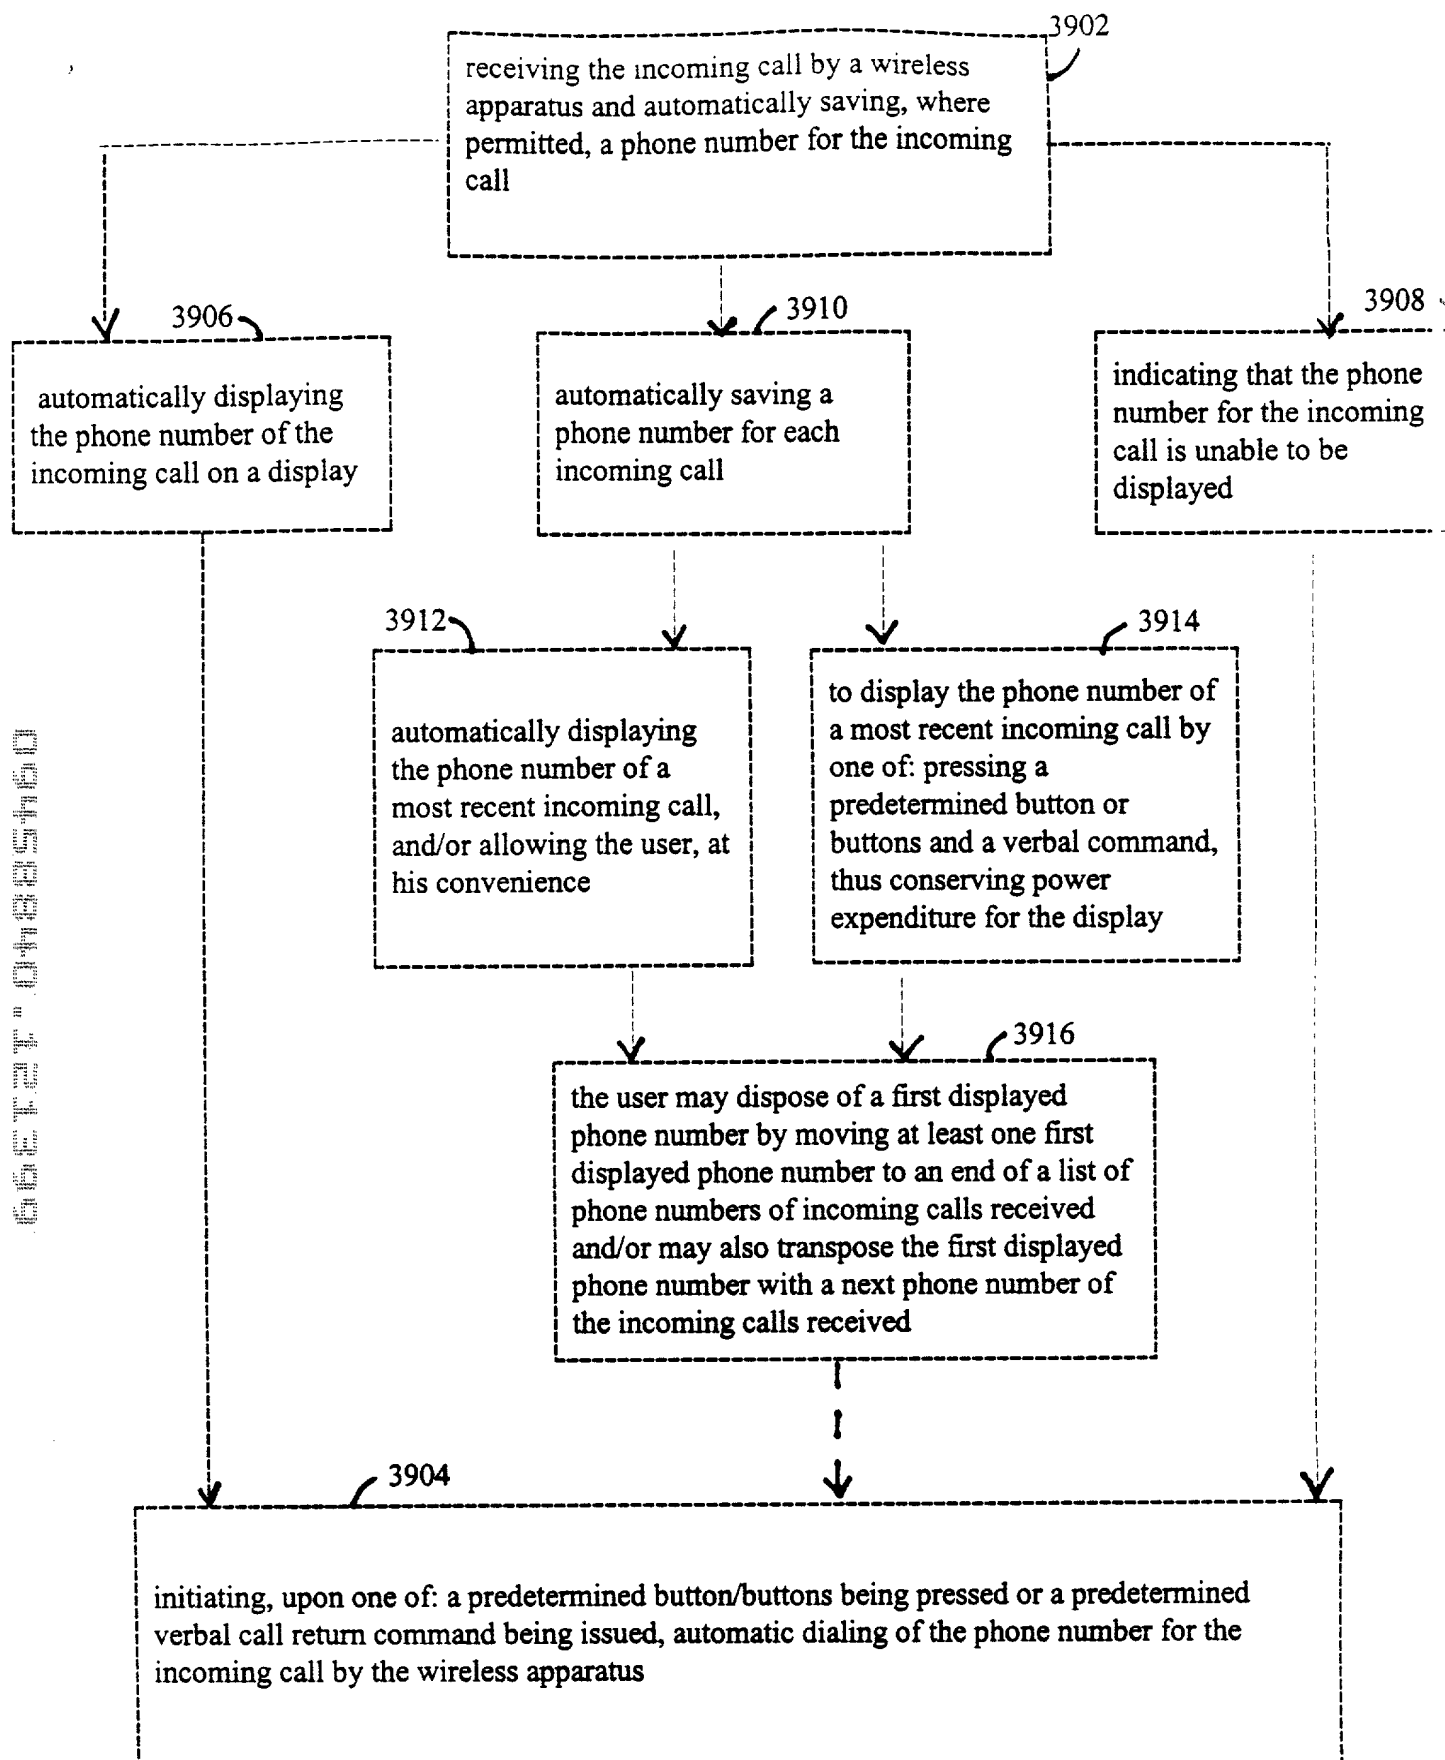 3902
receiving the incoming call by a wireless
apparatus and automatically saving, where
permitted, a phone number for the incoming
call
3906
automatically displaying
the phone number of the
incoming call on a display
3910
automatically saving a
phone number for each
incoming call
3908
indicating that the phone
number for the incoming
call is unable to be
displayed
3912
automatically displaying
the phone number of a
most recent incoming call,
and/or allowing the user, at
his convenience
3914
to display the phone number of
a most recent incoming call by
one of: pressing a
predetermined button or
buttons and a verbal command,
thus conserving power
expenditure for the display
3916
the user may dispose of a first displayed
phone number by moving at least one first
displayed phone number to an end of a list of
phone numbers of incoming calls received
and/or may also transpose the first displayed
phone number with a next phone number of
the incoming calls received
3904
initiating, upon one of: a predetermined button/buttons being pressed or a predetermined
verbal call return command being issued, automatic dialing of the phone number for the
incoming call by the wireless apparatus